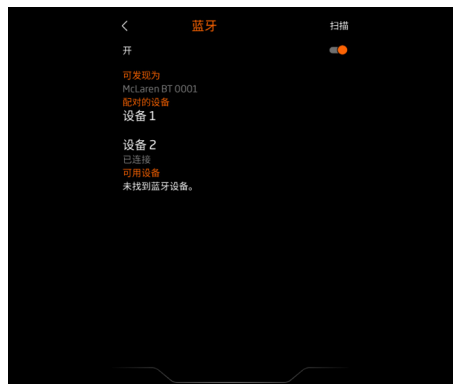 蓝牙 扫描
开
可发现为
McLaren BT 0001
配对的设备
设备 1
设备 2
已连接
可用设备
未找到蓝牙设备。